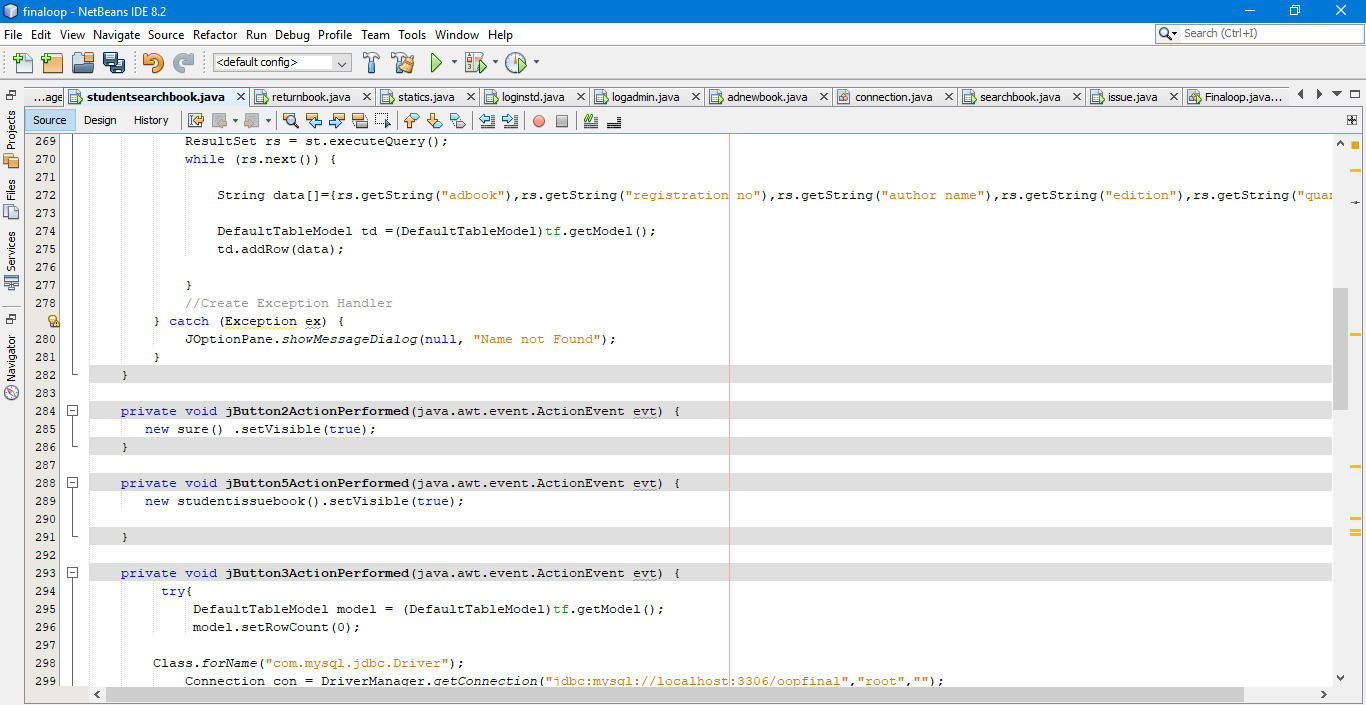 finaloop - NetBeans IDE 8.2
File Edit View Navigate Source Refactor Run Debug Profile Team Tools Window Help
Search (Ctrl+I)
<default config>
...age studentsearchbook.java returnbook.java statics.java loginstd.java logadmin.java adnewbook.java connection.java searchbook.java issue.java Finaloop.java...
Source Design History
Projects
Files
Services
Navigator
269 ResultSet rs = st.executeQuery();
270 while (rs.next()) {
271
272 String data[]={rs.getString("adbook"),rs.getString("registration no"),rs.getString("author name"),rs.getString("edition"),rs.getString("quan
273
274 DefaultTableModel td =(DefaultTableModel)tf.getModel();
275 td.addRow(data);
276
277 }
278 //Create Exception Handler
} catch (Exception ex) {
280 JOptionPane.showMessageDialog(null, "Name not Found");
281 }
282 }
283
284 private void jButton2ActionPerformed(java.awt.event.ActionEvent evt) {
285 new sure() .setVisible(true);
286 }
287
288 private void jButton5ActionPerformed(java.awt.event.ActionEvent evt) {
289 new studentissuebook().setVisible(true);
290
291 }
292
293 private void jButton3ActionPerformed(java.awt.event.ActionEvent evt) {
294 try{
295 DefaultTableModel model = (DefaultTableModel)tf.getModel();
296 model.setRowCount(0);
297
298 Class.forName("com.mysql.jdbc.Driver");
299 Connection con = DriverManager.getConnection("jdbc:mysql://localhost:3306/oopfinal","root","");